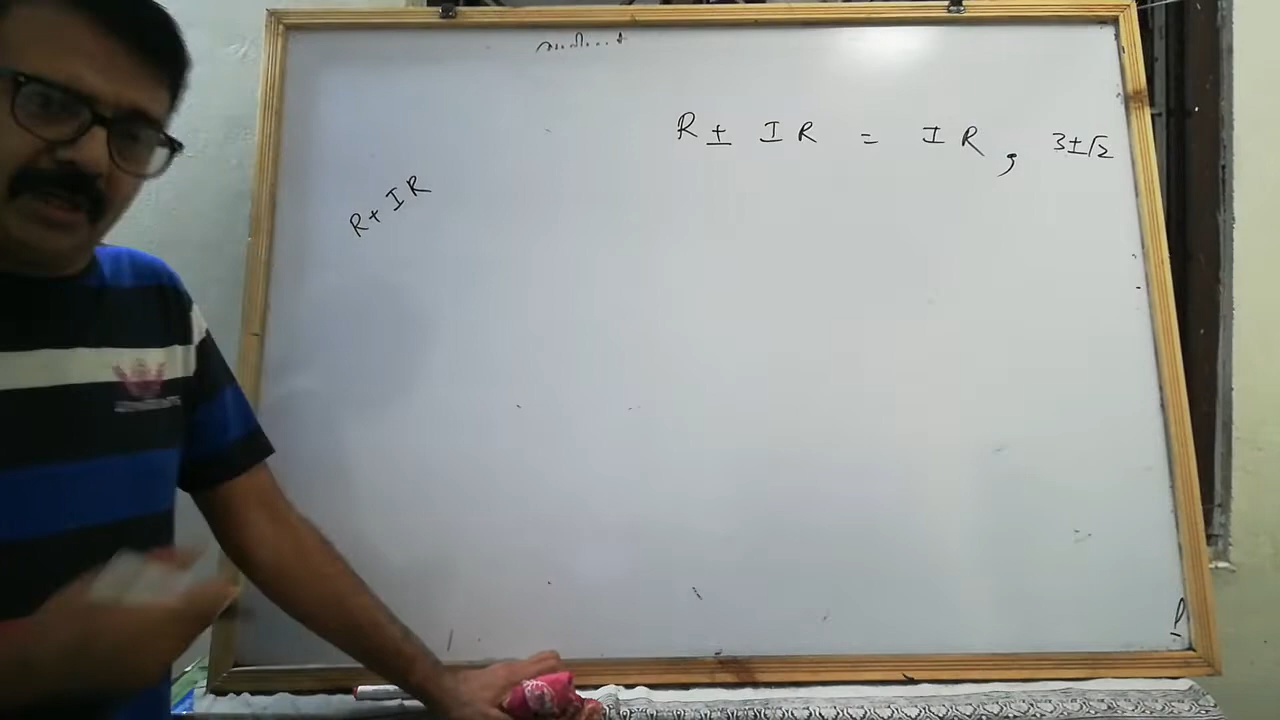 R ± IR = IR, 3±√2
R+IR